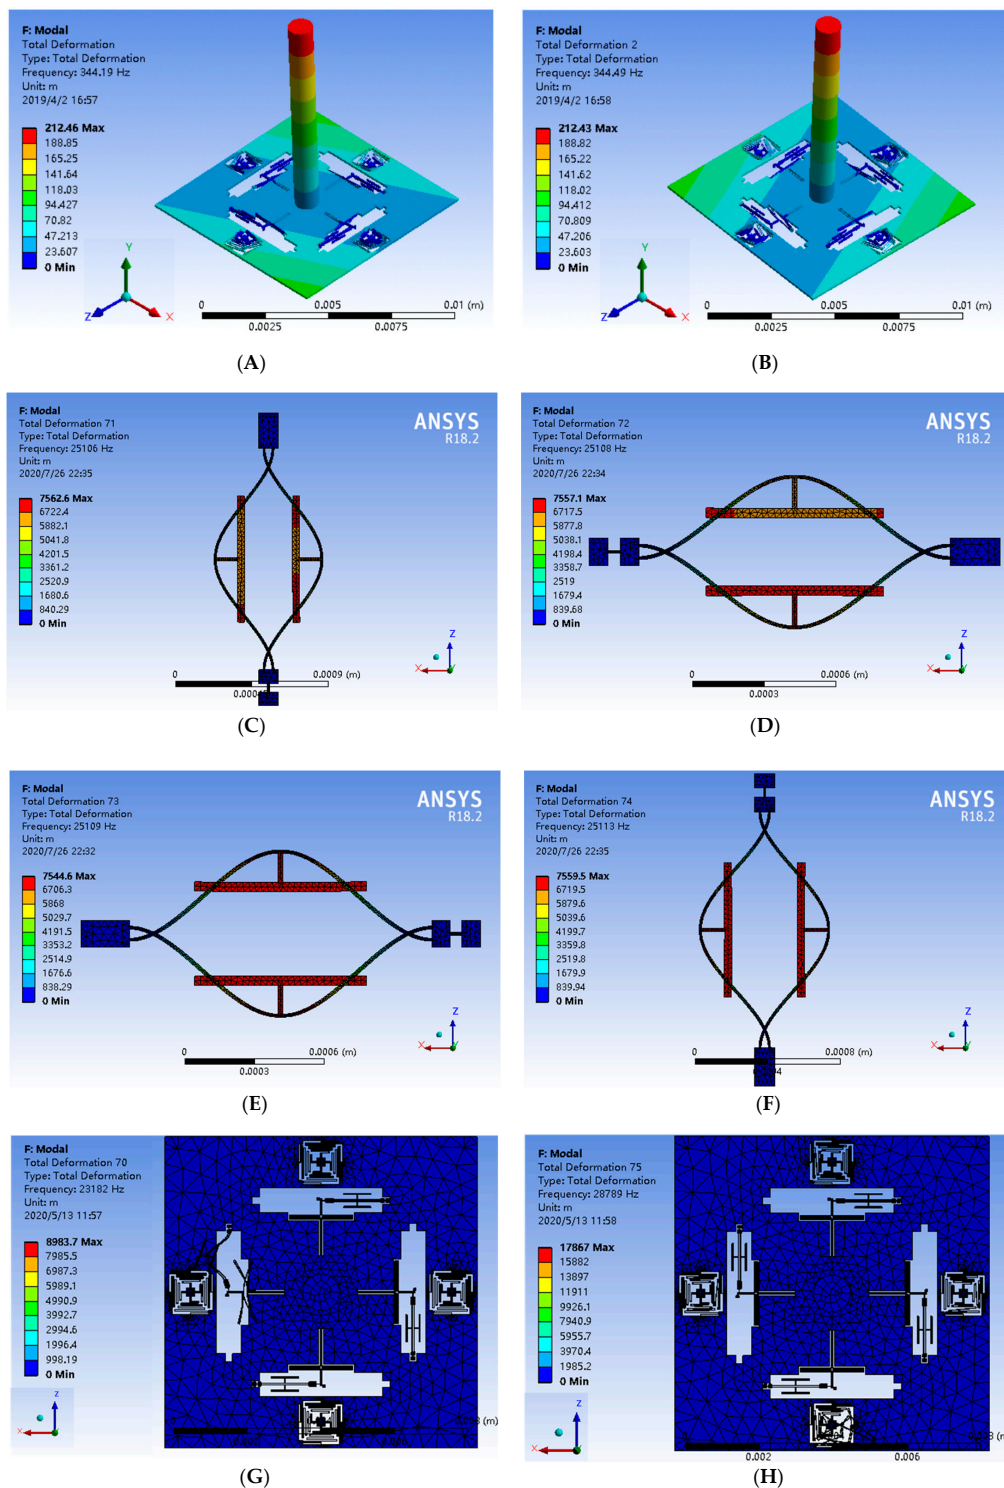 F: Modal
Total Deformation
Type: Total Deformation
Frequency: 344.19 Hz
Unit: m
2019/4/2 16:57
212.46 Max
188.85
165.25
141.64
118.03
94.427
70.82
47.213
23.607
0 Min
Y
Z
X
0
0.005
0.01 (m)
0.0025
0.0075
(A)
F: Modal
Total Deformation 2
Type: Total Deformation
Frequency: 344.49 Hz
Unit: m
2019/4/2 16:58
212.43 Max
188.82
165.22
141.62
118.02
94.412
70.809
47.206
23.603
0 Min
Y
Z
X
0
0.005
0.01 (m)
0.0025
0.0075
(B)
F: Modal
Total Deformation 71
Type: Total Deformation
Frequency: 25106 Hz
Unit: m
2020/7/26 22:35
ANSYS
R18.2
7562.6 Max
6722.4
5882.1
5041.8
4201.5
3361.2
2520.9
1680.6
840.29
0 Min
Z
X
Y
0
0.0009 (m)
(C)
F: Modal
Total Deformation 72
Type: Total Deformation
Frequency: 25108 Hz
Unit: m
2020/7/26 22:34
ANSYS
R18.2
7557.1 Max
6717.5
5877.8
5038.1
4198.4
3358.7
2519
1679.4
839.68
0 Min
Z
X
Y
0
0.0006 (m)
0.0003
(D)
F: Modal
Total Deformation 73
Type: Total Deformation
Frequency: 25109 Hz
Unit: m
2020/7/26 22:32
ANSYS
R18.2
7544.6 Max
6706.3
5868
5029.7
4191.5
3353.2
2514.9
1676.6
838.29
0 Min
Z
X
Y
0
0.0006 (m)
0.0003
(E)
F: Modal
Total Deformation 74
Type: Total Deformation
Frequency: 25113 Hz
Unit: m
2020/7/26 22:35
ANSYS
R18.2
7559.5 Max
6719.5
5879.6
5039.6
4199.7
3359.8
2519.8
1679.9
839.94
0 Min
Z
X
Y
0
0.0008 (m)
(F)
F: Modal
Total Deformation 70
Type: Total Deformation
Frequency: 23182 Hz
Unit: m
2020/5/13 11:57
8983.7 Max
7985.5
6987.3
5989.1
4990.9
3992.7
2994.6
1996.4
998.19
0 Min
Z
X
Y
(m)
(G)
F: Modal
Total Deformation 75
Type: Total Deformation
Frequency: 28789 Hz
Unit: m
2020/5/13 11:58
17867 Max
15882
13897
11911
9926.1
7940.9
5955.7
3970.4
1985.2
0 Min
Z
X
Y
0.002
0.006
(H)